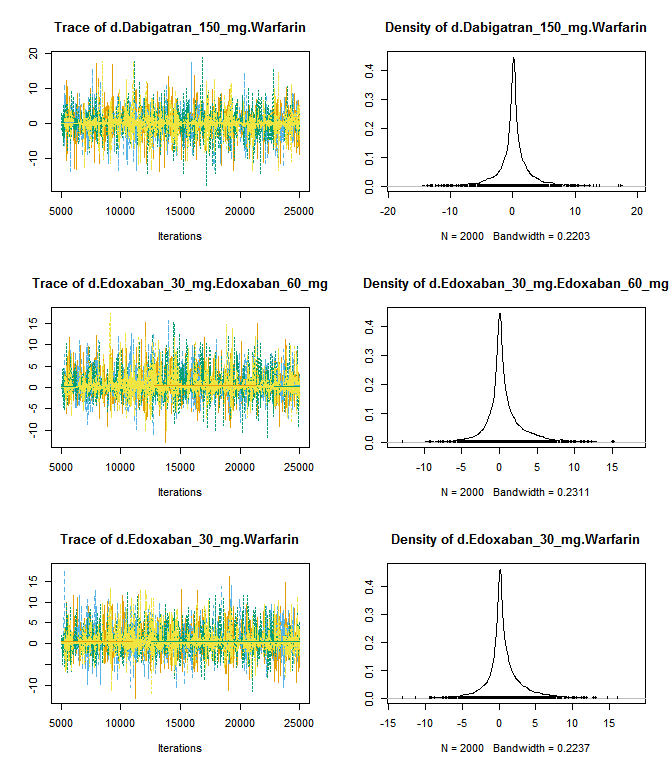 Trace of d.Dabigatran_150_mg.Warfarin
20
10
0
-10
5000 10000 15000 20000 25000
Iterations
Density of d.Dabigatran_150_mg.Warfarin
0.4
0.3
0.2
0.1
0.0
-20 -10 0 10 20
N = 2000 Bandwidth = 0.2203
Trace of d.Edoxaban_30_mg.Edoxaban_60_mg
15
10
5
0
-5
-10
5000 10000 15000 20000 25000
Iterations
Density of d.Edoxaban_30_mg.Edoxaban_60_mg
0.4
0.3
0.2
0.1
0.0
-10 -5 0 5 10 15
N = 2000 Bandwidth = 0.2311
Trace of d.Edoxaban_30_mg.Warfarin
15
10
5
0
-10
5000 10000 15000 20000 25000
Iterations
Density of d.Edoxaban_30_mg.Warfarin
0.4
0.3
0.2
0.1
0.0
-15 -10 -5 0 5 10 15
N = 2000 Bandwidth = 0.2237